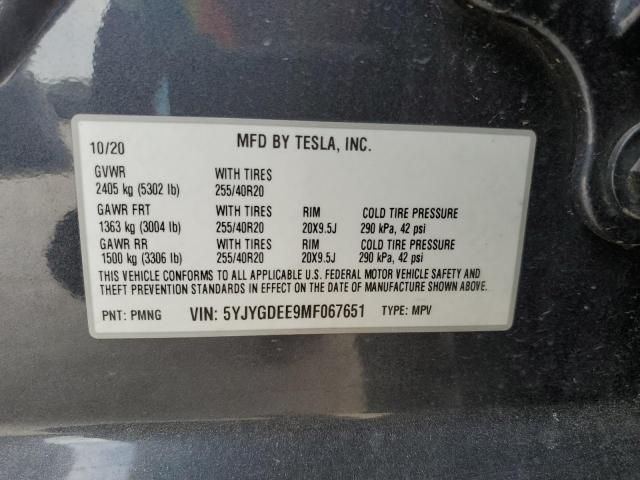 10/20 MFD BY TESLA, INC.
GVWR WITH TIRES
2405 kg (5302 lb) 255/40R20
GAWR FRT WITH TIRES RIM COLD TIRE PRESSURE
1363 kg (3004 lb) 255/40R20 20X9.5J 290 kPa, 42 psi
GAWR RR WITH TIRES RIM COLD TIRE PRESSURE
1500 kg (3306 lb) 255/40R20 20X9.5J 290 kPa, 42 psi
THIS VEHICLE CONFORMS TO ALL APPLICABLE U.S. FEDERAL MOTOR VEHICLE SAFETY AND
THEFT PREVENTION STANDARDS IN EFFECT ON THE DATE OF MANUFACTURE SHOWN ABOVE.
PNT: PMNG VIN: 5YJYGDEE9MF067651 TYPE: MPV